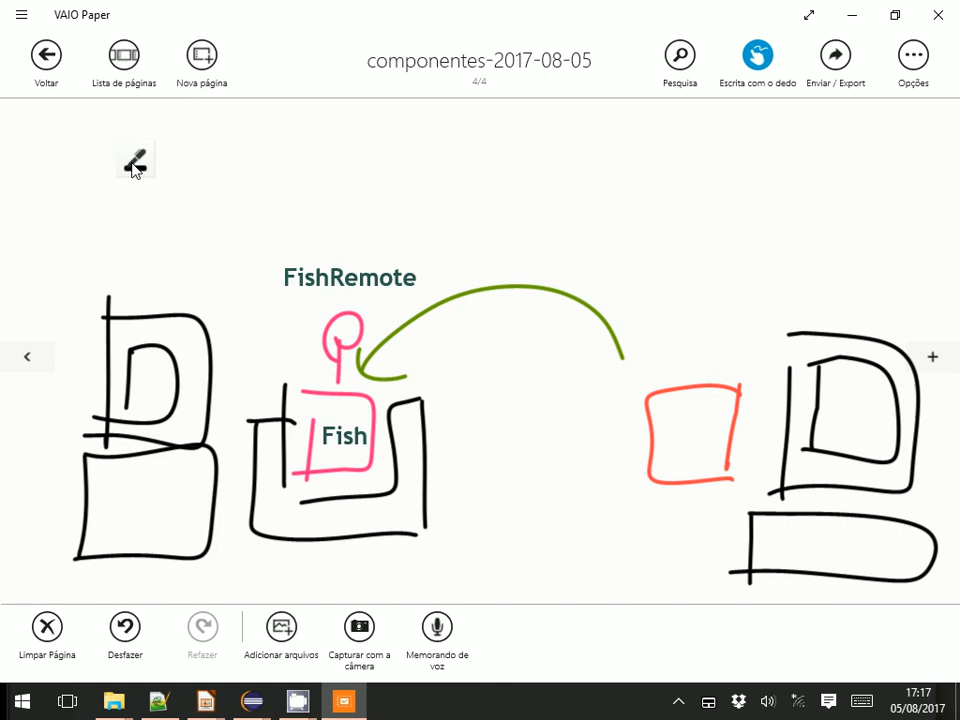 VAIO Paper
Voltar
Lista de páginas
Nova página
componentes-2017-08-05
4/4
Pesquisa
Escrita com o dedo
Enviar / Export
Opções
FishRemote
Fish
Limpar Página
Desfazer
Refazer
Adicionar arquivos
Capturar com a
câmera
Memorando de
voz
17:17
05/08/2017